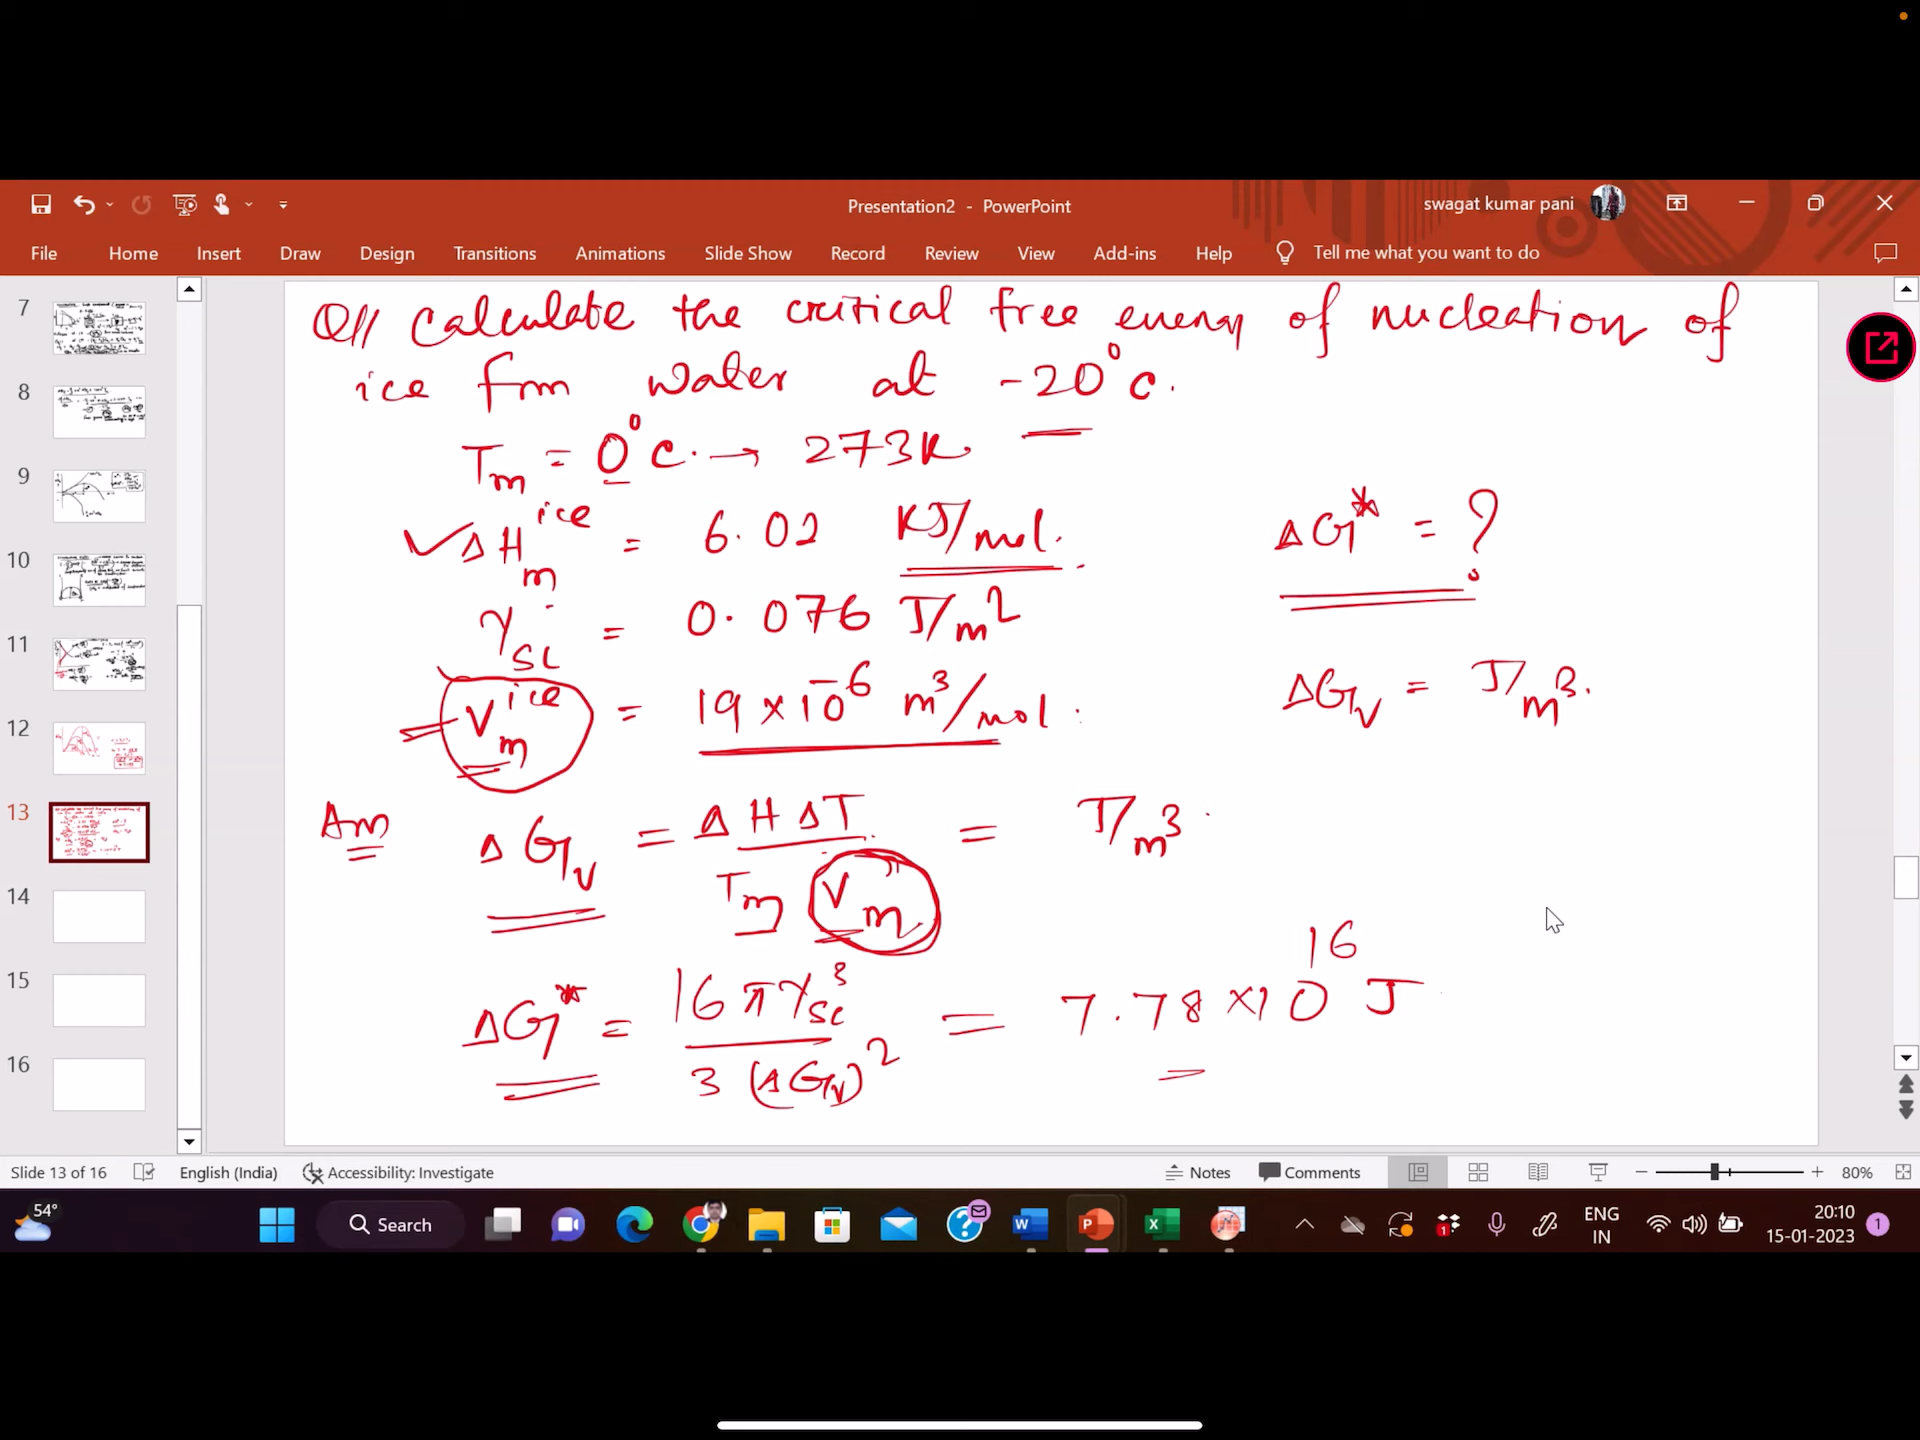 Presentation2 - PowerPoint
swagat kumar pani
File Home Insert Draw Design Transitions Animations Slide Show Record Review View Add-ins Help Tell me what you want to do
7
8
9
10
11
12
13
14
15
16
Q// Calculate the critical free energy of nucleation of
ice from water at -20°C.
Tm = 0°C. → 273K
✓ΔHm^ice = 6.02 KJ/mol.
ΔG* = ?
γSL = 0.076 J/m²
Vm^ice = 19 × 10^-6 m³/mol.
ΔGv = J/m³.
Ans ΔGv = ΔHΔT / Tm Vm = J/m³.
ΔG* = 16πγSL³ / 3(ΔGv)² = 7.78 × 10^16 J
Slide 13 of 16 English (India) Accessibility: Investigate Notes Comments 80%
54° Search
1
ENG
IN
20:10
15-01-2023
1